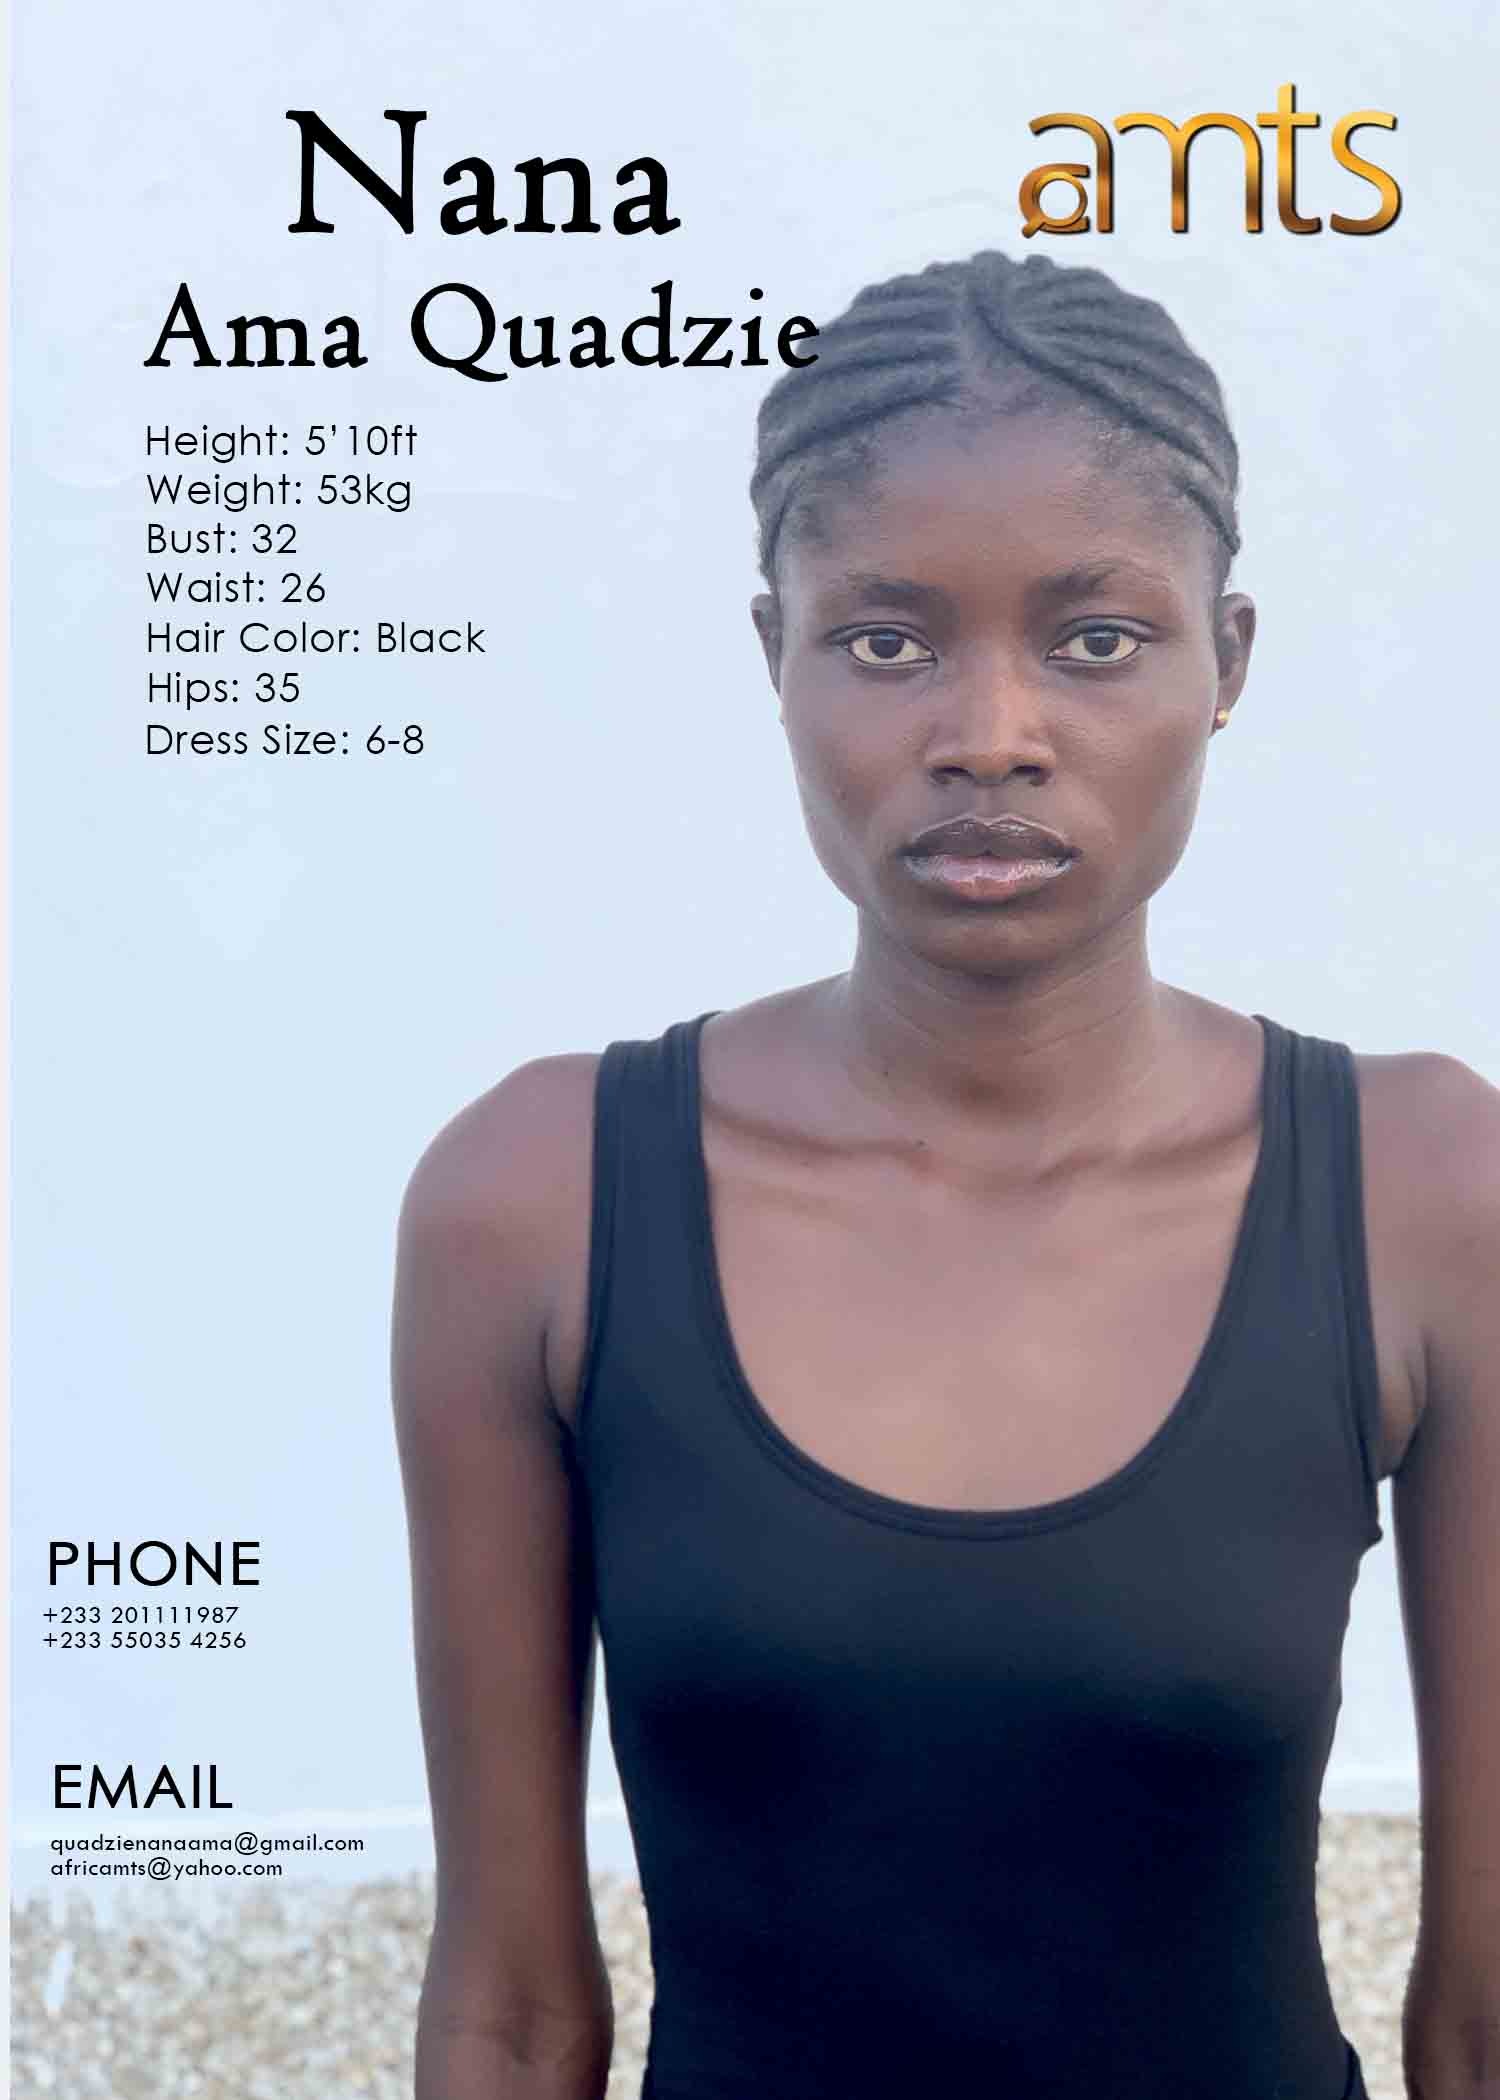 Nana
amts
Ama Quadzie
Height: 5’10ft
Weight: 53kg
Bust: 32
Waist: 26
Hair Color: Black
Hips: 35
Dress Size: 6-8
PHONE
+233 201111987
+233 55035 4256
EMAIL
quadzienanaama@gmail.com
africamts@yahoo.com